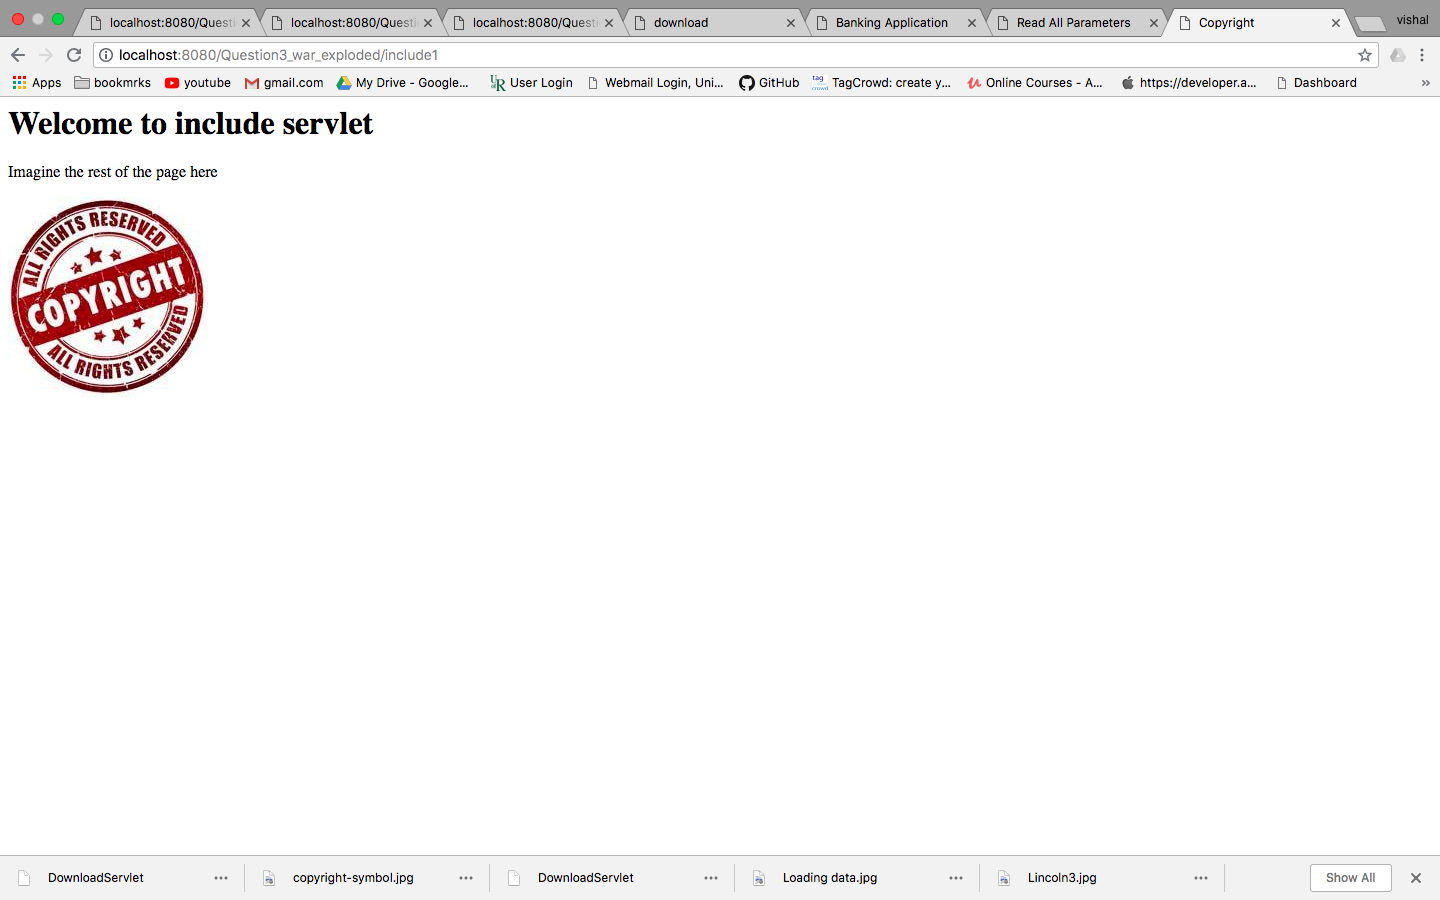 localhost:8080/Questi
localhost:8080/Questi
localhost:8080/Questi
download
Banking Application
Read All Parameters
Copyright
vishal
localhost:8080/Question3_war_exploded/include1
Apps
bookmrks
youtube
gmail.com
My Drive - Google...
User Login
Webmail Login, Uni...
GitHub
tag
crowd
TagCrowd: create y...
Online Courses - A...
https://developer.a...
Dashboard
»
Welcome to include servlet
Imagine the rest of the page here
ALL RIGHTS RESERVED
COPYRIGHT
ALL RIGHTS RESERVED
DownloadServlet
copyright-symbol.jpg
DownloadServlet
Loading data.jpg
Lincoln3.jpg
Show All